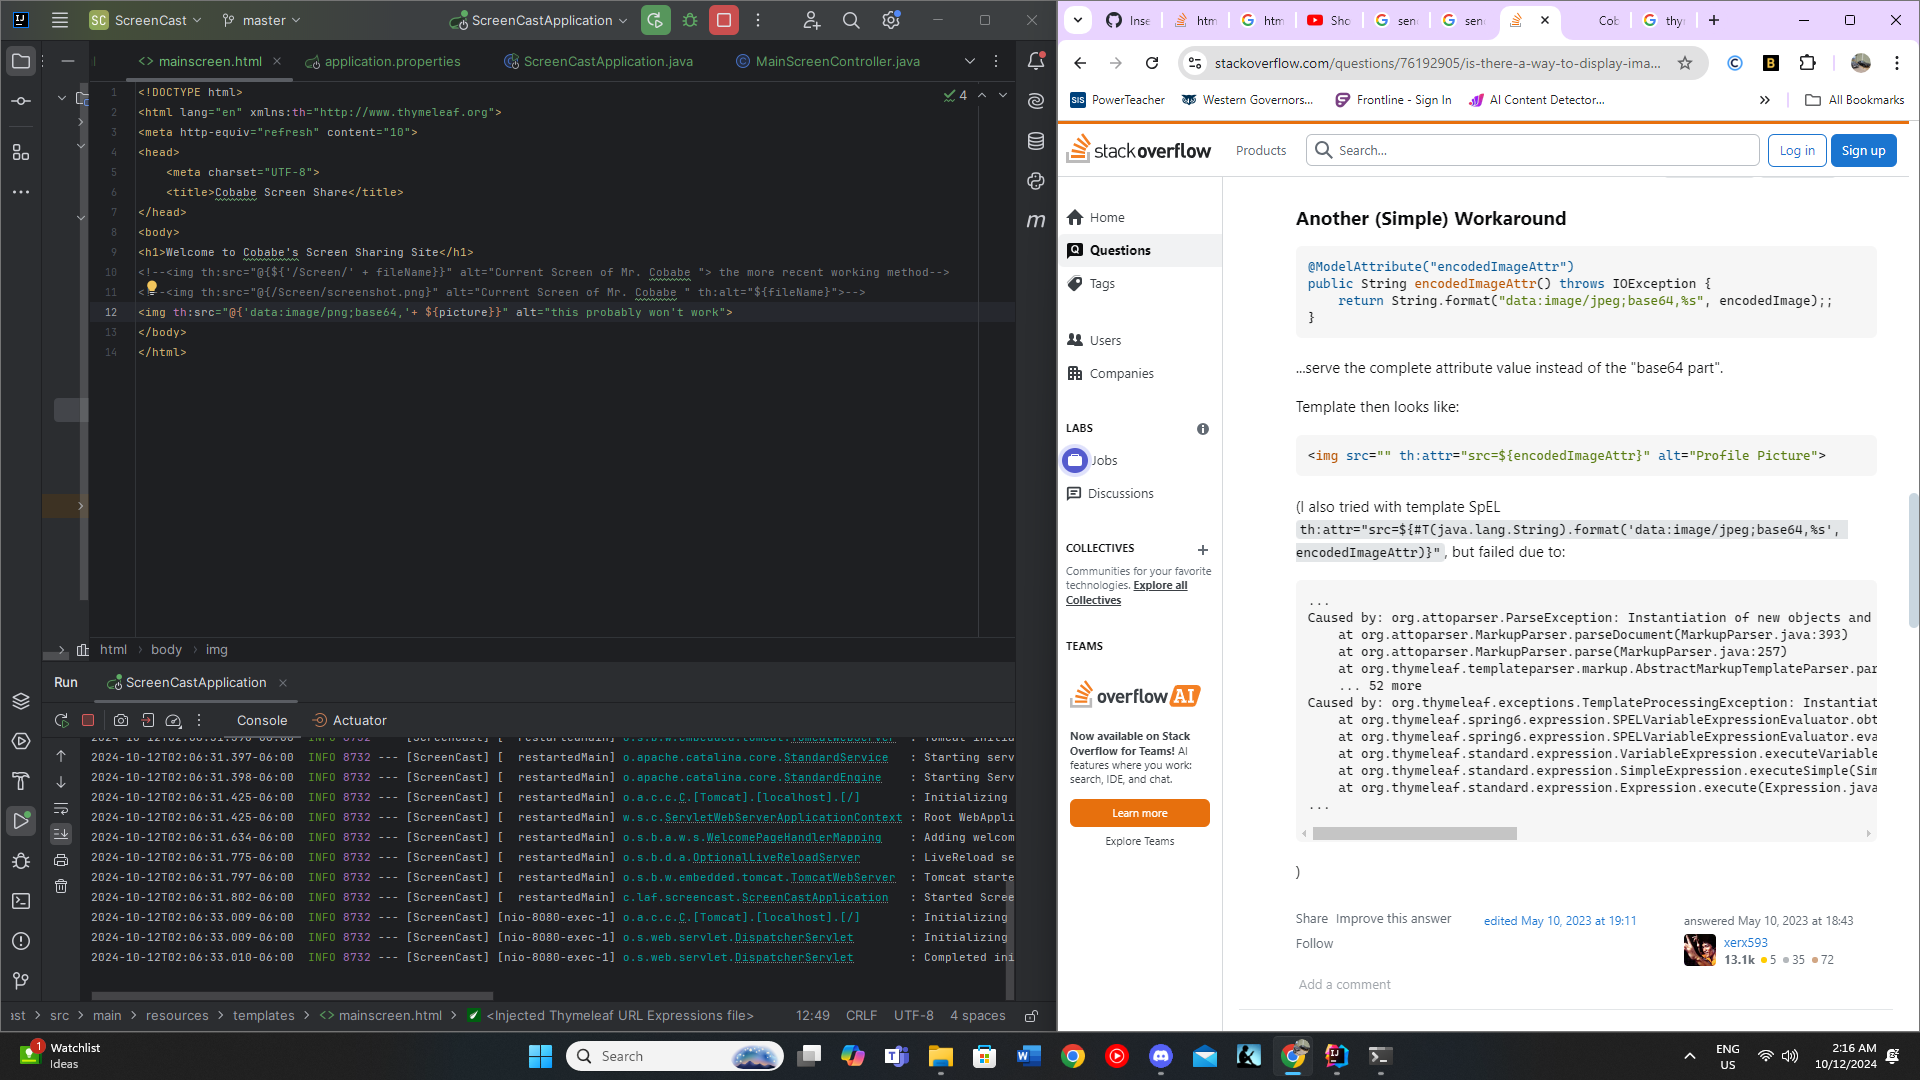 SC ScreenCast
master
ScreenCastApplication
mainscreen.html
application.properties
ScreenCastApplication.java
MainScreenController.java
4
1 <!DOCTYPE html>
2 <html lang="en" xmlns:th="http://www.thymeleaf.org">
3 <meta http-equiv="refresh" content="10">
4 <head>
5 <meta charset="UTF-8">
6 <title>Cobabe Screen Share</title>
7 </head>
8 <body>
9 <h1>Welcome to Cobabe's Screen Sharing Site</h1>
10 <!--<img th:src="@{${'/Screen/' + fileName}}" alt="Current Screen of Mr. Cobabe "> the more recent working method-->
11 <img th:src="@{/Screen/screenshot.png}" alt="Current Screen of Mr. Cobabe " th:alt="${fileName}">-->
12 <img th:src="@{'data:image/png;base64,'+ ${picture}}" alt="this probably won't work">
13 </body>
14 </html>
html > body > img
Run ScreenCastApplication
Console Actuator
2024-10-12T02:06:31.397-06:00 INFO 8732 --- [ScreenCast] [ restartedMain] o.apache.catalina.core.StandardService : Starting serv
2024-10-12T02:06:31.398-06:00 INFO 8732 --- [ScreenCast] [ restartedMain] o.apache.catalina.core.StandardEngine : Starting Serv
2024-10-12T02:06:31.425-06:00 INFO 8732 --- [ScreenCast] [ restartedMain] o.a.c.c.C.[Tomcat].[localhost].[/] : Initializing
2024-10-12T02:06:31.425-06:00 INFO 8732 --- [ScreenCast] [ restartedMain] w.s.c.ServletWebServerApplicationContext : Root WebAppli
2024-10-12T02:06:31.634-06:00 INFO 8732 --- [ScreenCast] [ restartedMain] o.s.b.a.w.s.WelcomePageHandlerMapping : Adding welcom
2024-10-12T02:06:31.775-06:00 INFO 8732 --- [ScreenCast] [ restartedMain] o.s.b.d.a.OptionalLiveReloadServer : LiveReload se
2024-10-12T02:06:31.797-06:00 INFO 8732 --- [ScreenCast] [ restartedMain] o.s.b.w.embedded.tomcat.TomcatWebServer : Tomcat starte
2024-10-12T02:06:31.802-06:00 INFO 8732 --- [ScreenCast] [ restartedMain] c.laf.screencast.ScreenCastApplication : Started Scree
2024-10-12T02:06:33.009-06:00 INFO 8732 --- [ScreenCast] [nio-8080-exec-1] o.a.c.c.C.[Tomcat].[localhost].[/] : Initializing
2024-10-12T02:06:33.009-06:00 INFO 8732 --- [ScreenCast] [nio-8080-exec-1] o.s.web.servlet.DispatcherServlet : Initializing
2024-10-12T02:06:33.010-06:00 INFO 8732 --- [ScreenCast] [nio-8080-exec-1] o.s.web.servlet.DispatcherServlet : Completed ini
ast > src > main > resources > templates > mainscreen.html > <Injected Thymeleaf URL Expressions file> 12:49 CRLF UTF-8 4 spaces
Inse htm htm Sho sen sen Cob thy
stackoverflow.com/questions/76192905/is-there-a-way-to-display-ima...
SIS PowerTeacher Western Governors... Frontline - Sign In AI Content Detector... All Bookmarks
stack overflow Products Search... Log in Sign up
Home
Questions
Tags
Users
Companies
LABS
Jobs
Discussions
COLLECTIVES
Communities for your favorite
technologies. Explore all
Collectives
TEAMS
overflow AI
Now available on Stack
Overflow for Teams! AI
features where you work:
search, IDE, and chat.
Learn more
Explore Teams
Another (Simple) Workaround
@ModelAttribute("encodedImageAttr")
public String encodedImageAttr() throws IOException {
return String.format("data:image/jpeg;base64,%s", encodedImage);;
}
...serve the complete attribute value instead of the "base64 part".
Template then looks like:
<img src="" th:attr="src=${encodedImageAttr}" alt="Profile Picture">
(I also tried with template SpEL
th:attr="src=${#T(java.lang.String).format('data:image/jpeg;base64,%s',
encodedImageAttr)}", but failed due to:
...
Caused by: org.attoparser.ParseException: Instantiation of new objects and
at org.attoparser.MarkupParser.parseDocument(MarkupParser.java:393)
at org.attoparser.MarkupParser.parse(MarkupParser.java:257)
at org.thymeleaf.templateparser.markup.AbstractMarkupTemplateParser.par
... 52 more
Caused by: org.thymeleaf.exceptions.TemplateProcessingException: Instantiat
at org.thymeleaf.spring6.expression.SPELVariableExpressionEvaluator.obt
at org.thymeleaf.spring6.expression.SPELVariableExpressionEvaluator.eva
at org.thymeleaf.standard.expression.VariableExpression.executeVariable
at org.thymeleaf.standard.expression.SimpleExpression.executeSimple(Sim
at org.thymeleaf.standard.expression.Expression.execute(Expression.java
...
)
Share Improve this answer
Follow
edited May 10, 2023 at 19:11
answered May 10, 2023 at 18:43
xerx593
13.1k 5 35 72
Add a comment
1
Watchlist
Ideas
Search
ENG
US
2:16 AM
10/12/2024